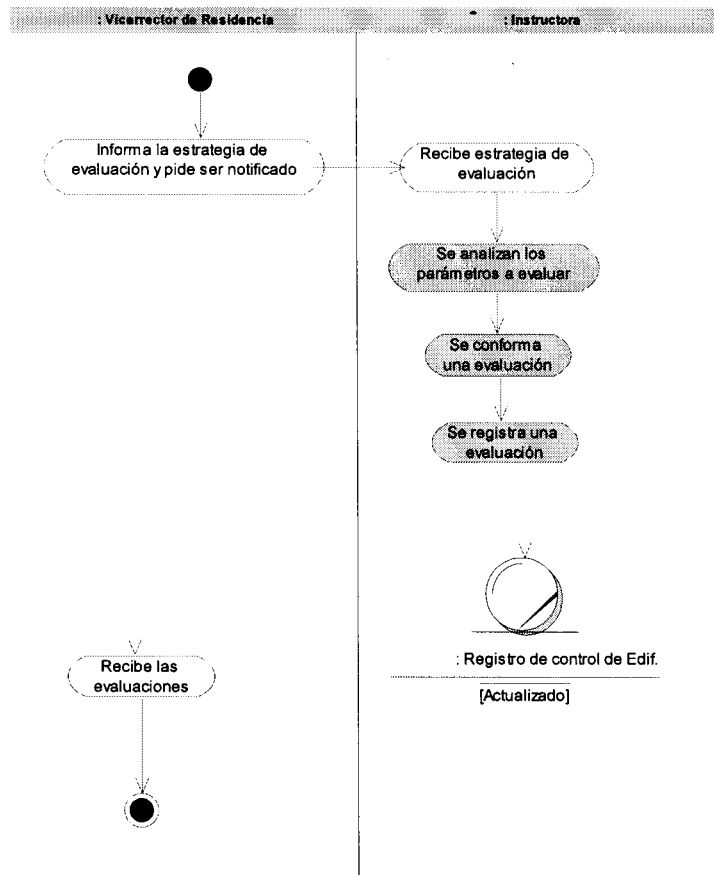 : Vicerrector de Residencia
: Instructora
Informa la estrategia de
evaluación y pide ser notificado
Recibe estrategia de
evaluación
Se analizan los
parámetros a evaluar
Se conforma
una evaluación
Se registra una
evaluación
: Registro de control de Edif.
[Actualizado]
Recibe las
evaluaciones